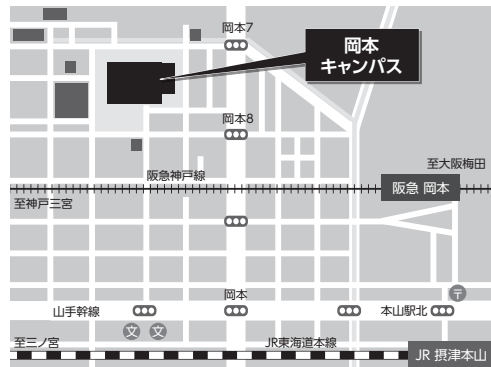 岡本7
岡本
キャンパス
岡本8
至大阪梅田
阪急神戸線
阪急 岡本
至神戸三宮
〒
岡本
山手幹線
本山駅北
文 文
至三ノ宮
JR東海道本線
JR 摂津本山